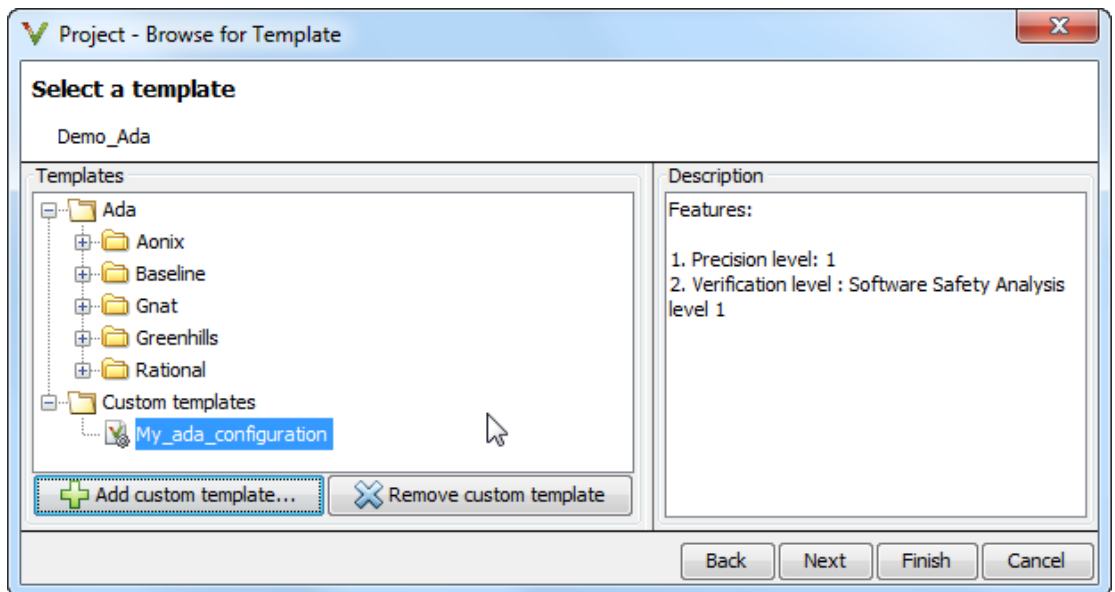 Project - Browse for Template
Select a template
Demo_Ada
Templates
Ada
Aonix
Baseline
Gnat
Greenhills
Rational
Custom templates
My_ada_configuration
Add custom template...
Remove custom template
Description
Features:
1. Precision level: 1
2. Verification level : Software Safety Analysis
level 1
Back
Next
Finish
Cancel